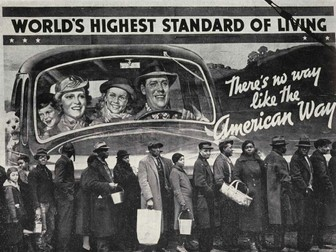 WORLD'S HIGHEST STANDARD OF LIVING
There's no way
like the
American Way